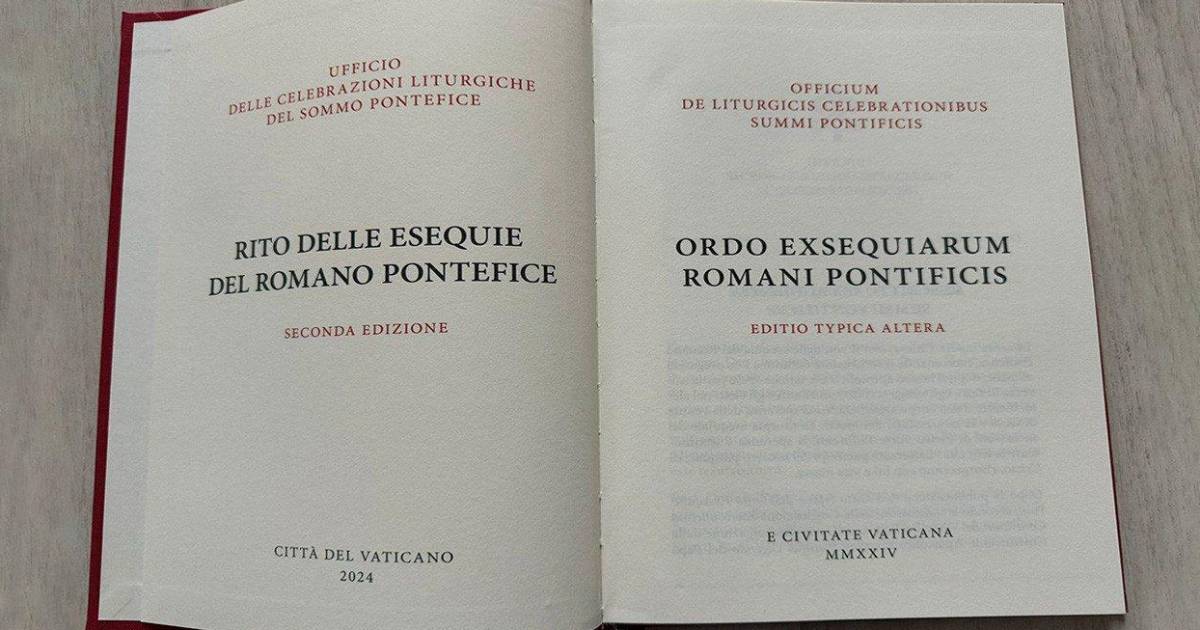 UFFICIO
DELLE CELEBRAZIONI LITURGICHE
DEL SOMMO PONTEFICE
RITO DELLE ESEQUIE
DEL ROMANO PONTEFICE
SECONDA EDIZIONE
CITTÀ DEL VATICANO
2024
OFFICIUM
DE LITURGICIS CELEBRATIONIBUS
SUMMI PONTIFICIS
ORDO EXSEQUIARUM
ROMANI PONTIFICIS
EDITIO TYPICA ALTERA
E CIVITATE VATICANA
MMXXIV